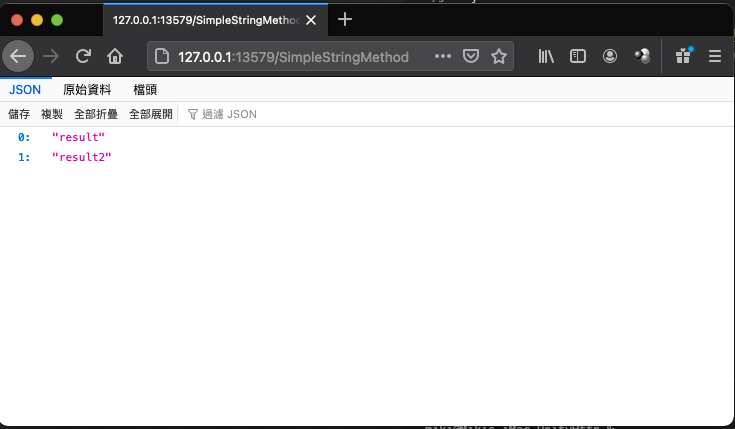 127.0.0.1:13579/SimpleStringMethod
127.0.0.1:13579/SimpleStringMethod
JSON 原始資料 檔頭
儲存 複製 全部折疊 全部展開 過濾 JSON
0: "result"
1: "result2"